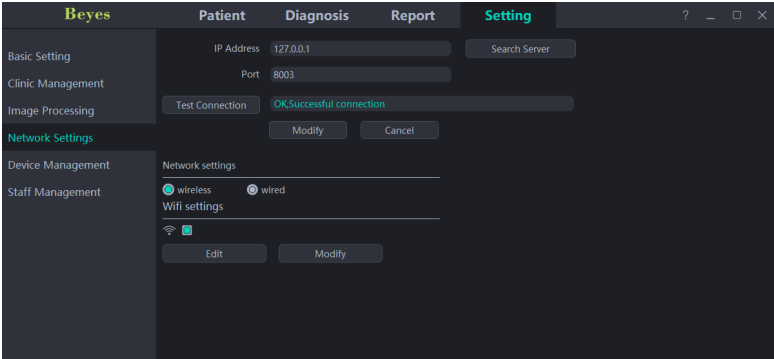 Beyes Patient Diagnosis Report Setting ?
Basic Setting
Clinic Management
Image Processing
Network Settings
Device Management
Staff Management
IP Address 127.0.0.1 Search Server
Port 8003
Test Connection OK,Successful connection
Modify Cancel
Network settings
wireless wired
Wifi settings
Edit Modify